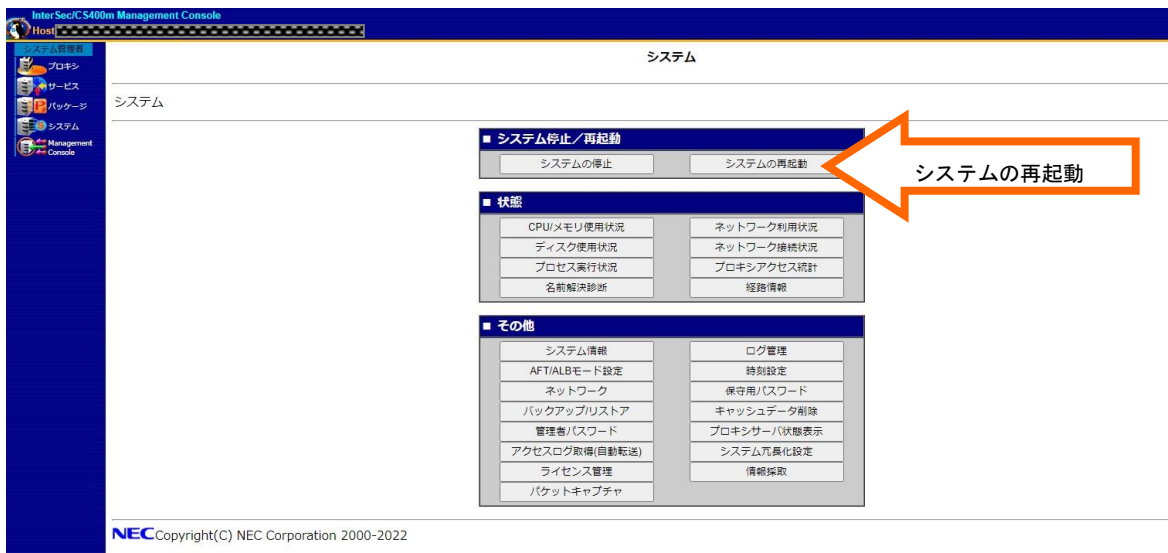 InterSec/CS400m Management Console
Host
システム管理者
プロキシ
サービス
パッケージ
システム
Management
Console
システム
システム
■ システム停止／再起動
システムの停止 システムの再起動
システムの再起動
■ 状態
CPU/メモリ使用状況 ネットワーク利用状況
ディスク使用状況 ネットワーク接続状況
プロセス実行状況 プロキシアクセス統計
名前解決診断 経路情報
■ その他
システム情報 ログ管理
AFT/ALBモード設定 時刻設定
ネットワーク 保守用パスワード
バックアップ/リストア キャッシュデータ削除
管理者パスワード プロキシサーバ状態表示
アクセスログ取得(自動転送) システム冗長化設定
ライセンス管理 情報採取
パケットキャプチャ
NECCopyright(C) NEC Corporation 2000-2022